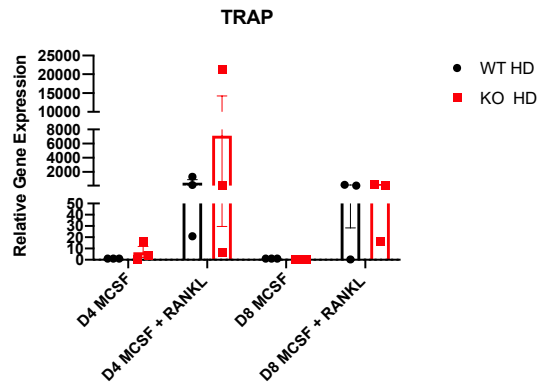 TRAP
Relative Gene Expression
25000
20000
15000
10000
8000
6000
4000
2000
0
50
40
30
20
10
0
D4 MCSF
D4 MCSF + RANKL
D8 MCSF
D8 MCSF + RANKL
WT HD
KO HD